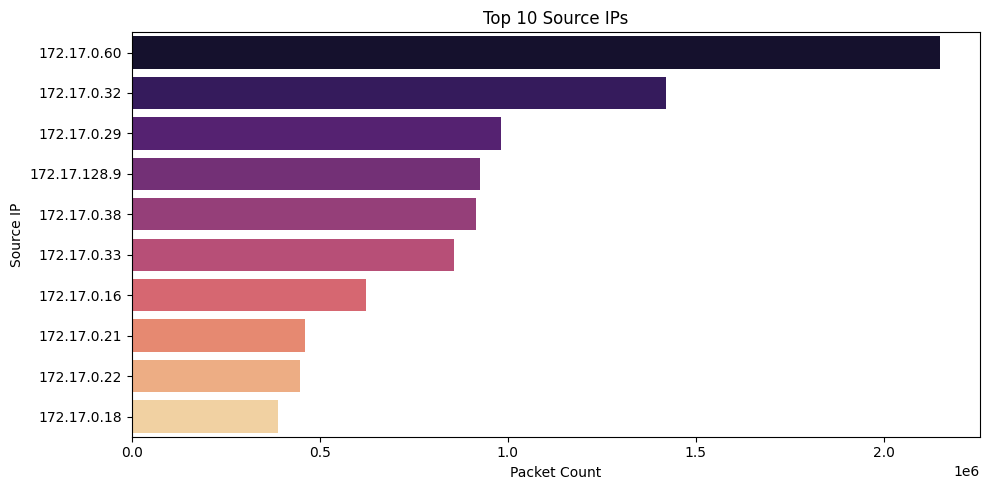 Top 10 Source IPs
Source IP
172.17.0.60
172.17.0.32
172.17.0.29
172.17.128.9
172.17.0.38
172.17.0.33
172.17.0.16
172.17.0.21
172.17.0.22
172.17.0.18
0.0 0.5 1.0 1.5 2.0
1e6
Packet Count